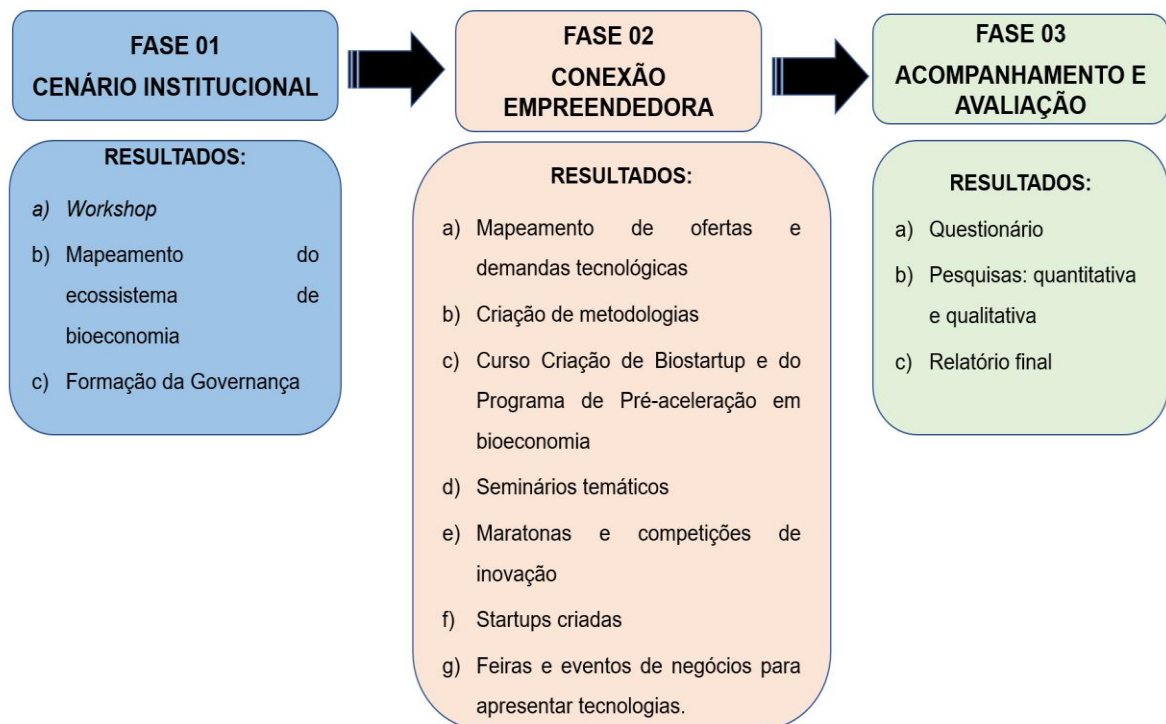 FASE 01
CENÁRIO INSTITUCIONAL
RESULTADOS:
a) Workshop
b) Mapeamento do
ecossistema de
bioeconomia
c) Formação da Governança
FASE 02
CONEXÃO
EMPREENDEDORA
RESULTADOS:
a) Mapeamento de ofertas e
demandas tecnológicas
b) Criação de metodologias
c) Curso Criação de Biostartup e do
Programa de Pré-aceleração em
bioeconomia
d) Seminários temáticos
e) Maratonas e competições de
inovação
f) Startups criadas
g) Feiras e eventos de negócios para
apresentar tecnologias.
FASE 03
ACOMPANHAMENTO E
AVALIAÇÃO
RESULTADOS:
a) Questionário
b) Pesquisas: quantitativa
e qualitativa
c) Relatório final